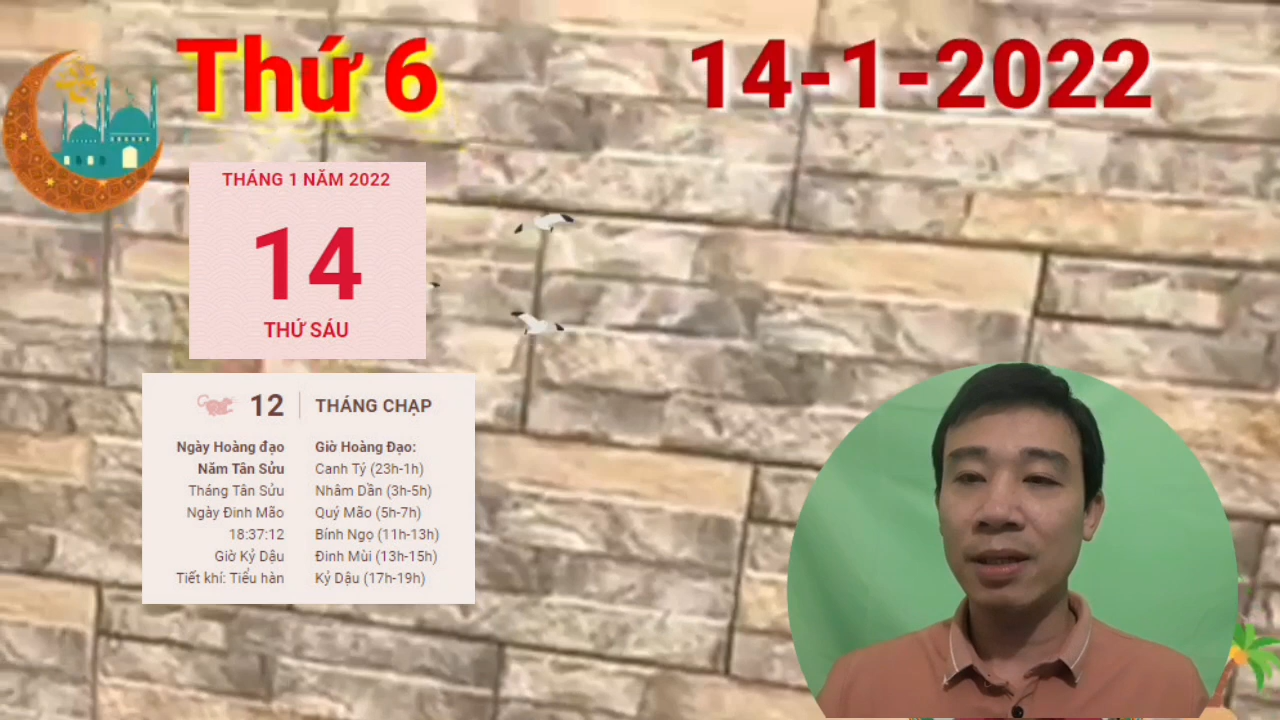 Thứ 6
14-1-2022
THÁNG 1 NĂM 2022
14
THỨ SÁU
12 THÁNG CHẠP
Ngày Hoàng đạo
Năm Tân Sửu
Tháng Tân Sửu
Ngày Đinh Mão
18:37:12
Giờ Kỷ Dậu
Tiết khí: Tiểu hàn
Giờ Hoàng Đạo:
Canh Tý (23h-1h)
Nhâm Dần (3h-5h)
Quý Mão (5h-7h)
Bính Ngọ (11h-13h)
Đinh Mùi (13h-15h)
Kỷ Dậu (17h-19h)